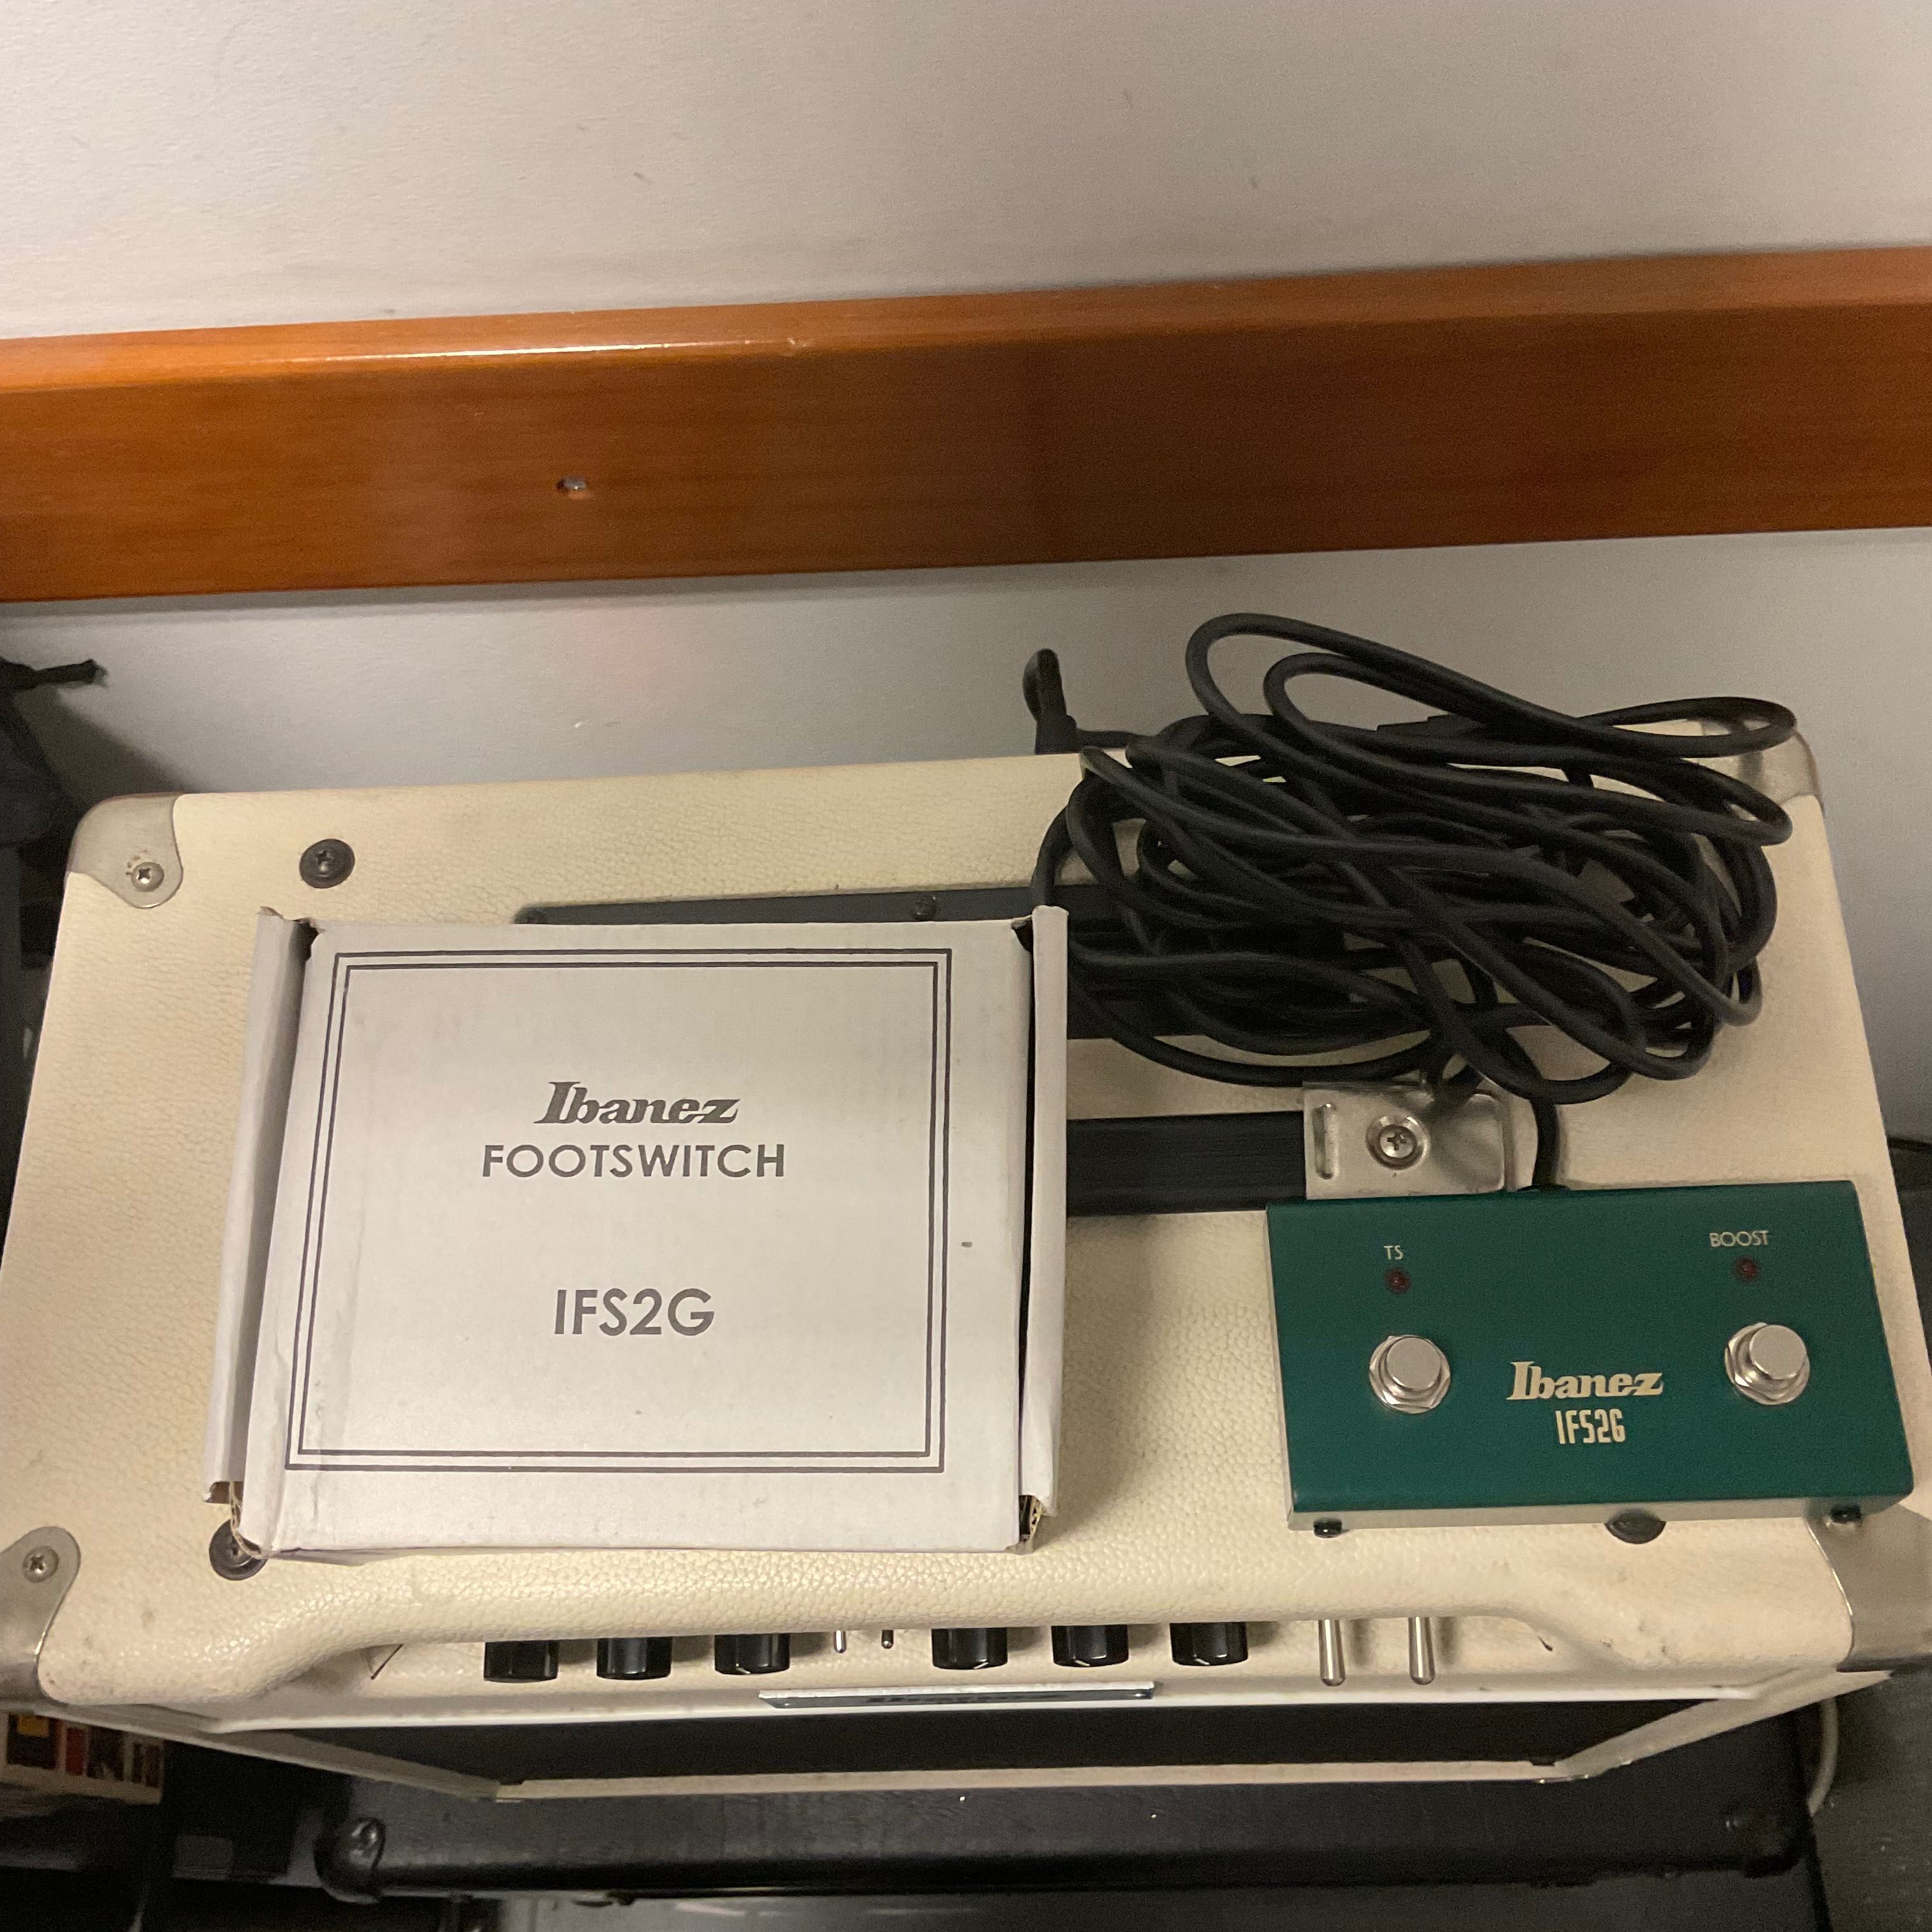 Ibanez
FOOTSWITCH
IFS2G
TS
BOOST
Ibanez
IFS2G